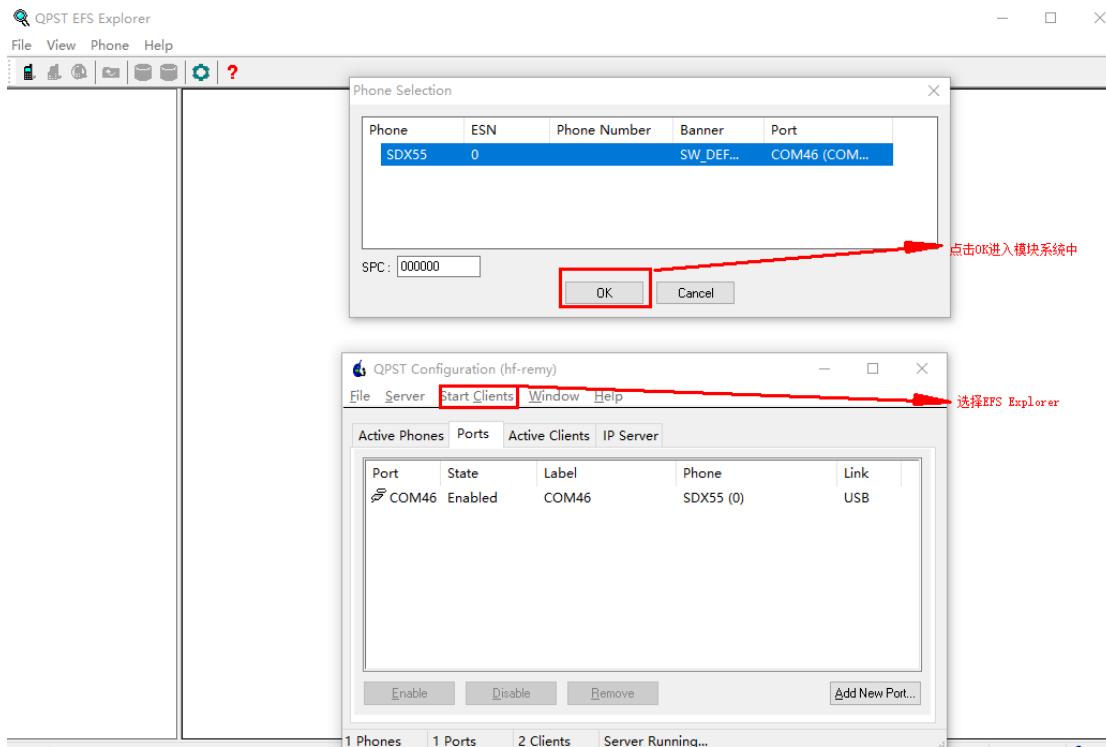 QPST EFS Explorer
File View Phone Help
?
Phone Selection
Phone ESN Phone Number Banner Port
SDX55 0 SW_DEF... COM46 (COM...
点击OK进入模块系统中
SPC: 000000
OK Cancel
QPST Configuration (hf-remy)
File Server Start Clients Window Help
选择EFS Explorer
Active Phones Ports Active Clients IP Server
Port State Label Phone Link
COM46 Enabled COM46 SDX55 (0) USB
Enable Disable Remove Add New Port...
1 Phones 1 Ports 2 Clients Server Running...